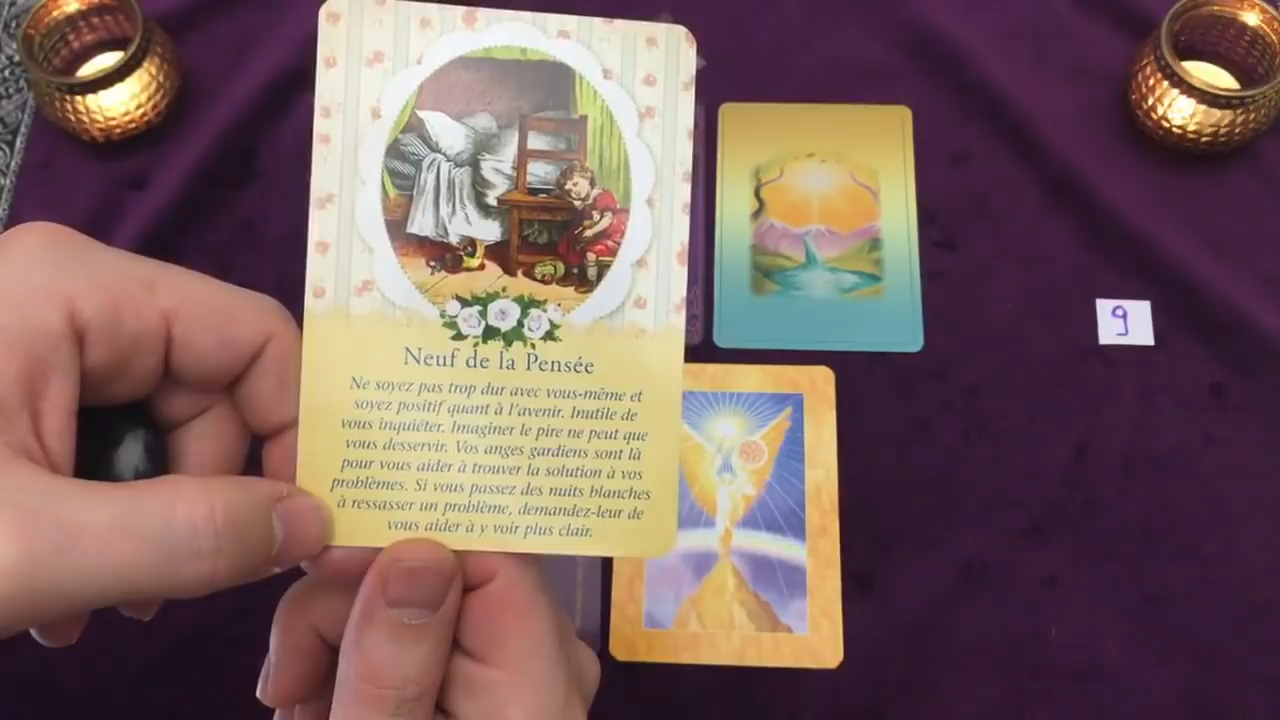 Neuf de la Pensée
Ne soyez pas trop dur avec vous-même et
soyez positif quant à l'avenir. Inutile de
vous inquiéter. Imaginer le pire ne peut que
vous desservir. Vos anges gardiens sont là
pour vous aider à trouver la solution à vos
problèmes. Si vous passez des nuits blanches
à ressasser un problème, demandez-leur de
vous aider à y voir plus clair.
9